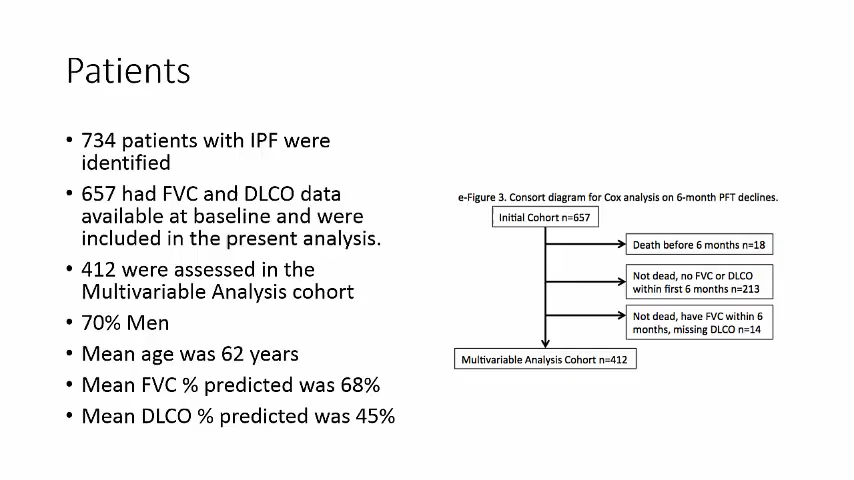 Patients
• 734 patients with IPF were
identified
• 657 had FVC and DLCO data
available at baseline and were
included in the present analysis.
• 412 were assessed in the
Multivariable Analysis cohort
• 70% Men
• Mean age was 62 years
• Mean FVC % predicted was 68%
• Mean DLCO % predicted was 45%
e-Figure 3. Consort diagram for Cox analysis on 6-month PFT declines.
Initial Cohort n=657
Death before 6 months n=18
Not dead, no FVC or DLCO
within first 6 months n=213
Not dead, have FVC within 6
months, missing DLCO n=14
Multivariable Analysis Cohort n=412